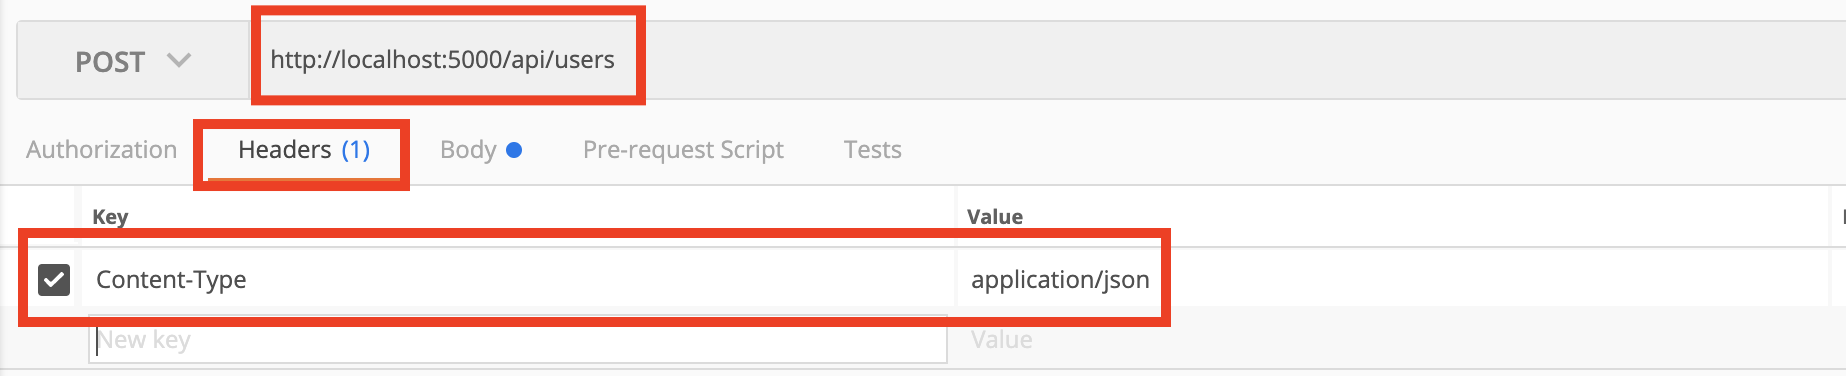 POST http://localhost:5000/api/users
Authorization Headers (1) Body Pre-request Script Tests
Key Value
Content-Type application/json
New key Value